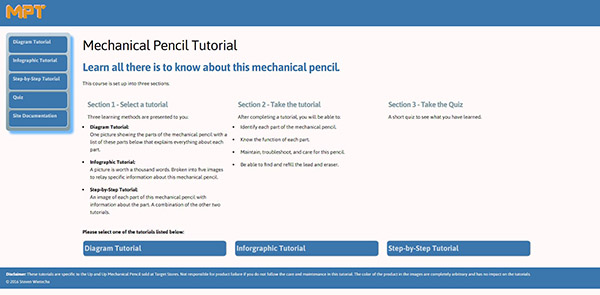 MPT
Diagram Tutorial
Infographic Tutorial
Step-by-Step Tutorial
Quiz
Site Documentation
Mechanical Pencil Tutorial
Learn all there is to know about this mechanical pencil.
This course is set up into three sections.
Section 1 - Select a tutorial
Three learning methods are presented to you.
Diagram Tutorial:
One picture showing the parts of the mechanical pencil with a
list of these parts below that explains everything about each
part.
Infographic Tutorial:
A picture is worth a thousand words. Broken into five images
to relay specific information about this mechanical pencil.
Step-by-Step Tutorial:
An image of each part of this mechanical pencil with
information about the part. A combination of the other two
tutorials.
Section 2 - Take the tutorial
After completing a tutorial, you will be able to:
Identify each part of the mechanical pencil.
Know the function of each part.
Maintain, troubleshoot, and care for this pencil.
Be able to find and refill the lead and eraser.
Section 3 - Take the Quiz
A short quiz to see what you have learned.
Please select one of the tutorials listed below:
Diagram Tutorial
Inforgraphic Tutorial
Step-by-Step Tutorial
Disclaimer: These tutorials are specific to the Up and Up Mechanical Pencil sold at Target Stores. Not responsible for product failure if you do not follow the care and maintenance in this tutorial. The color of the product in the images are completely arbitrary and has no impact on the tutorials
© 2016 Steven